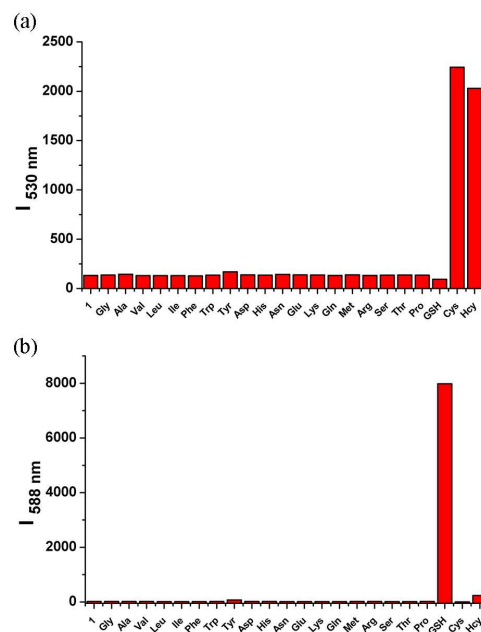 (a)
2500
2000
1500
1000
500
0
I 530 nm
1 Gly Ala Val Leu Ile Phe Trp Tyr Asp His Asn Glu Lys Gln Met Arg Ser Thr Pro GSH Cys Hcy
(b)
8000
6000
4000
2000
0
I 588 nm
1 Gly Ala Val Leu Ile Phe Trp Tyr Asp His Asn Glu Lys Gln Met Arg Ser Thr Pro GSH Cys Hcy